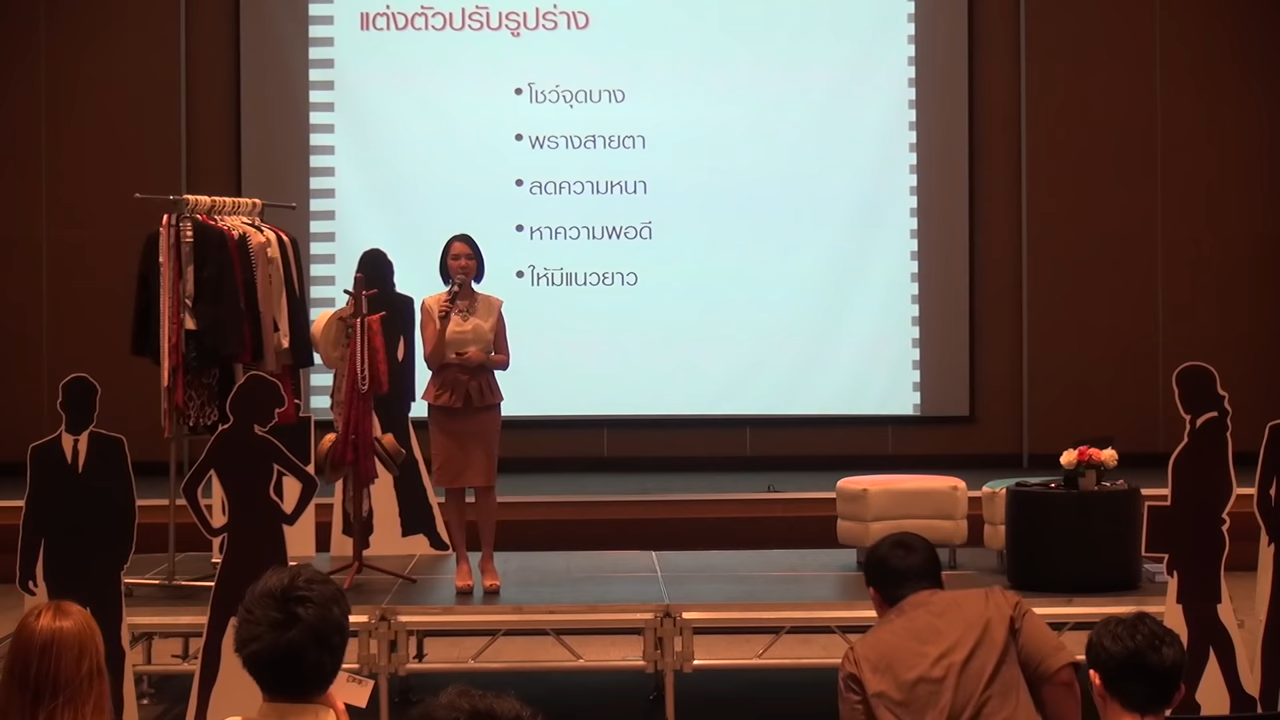 แต่งตัวปรับรูปร่าง
• โชว์จุดบาง
• พรางสายตา
• ลดความหนา
• หาความพอดี
• ให้มีแนวยาว